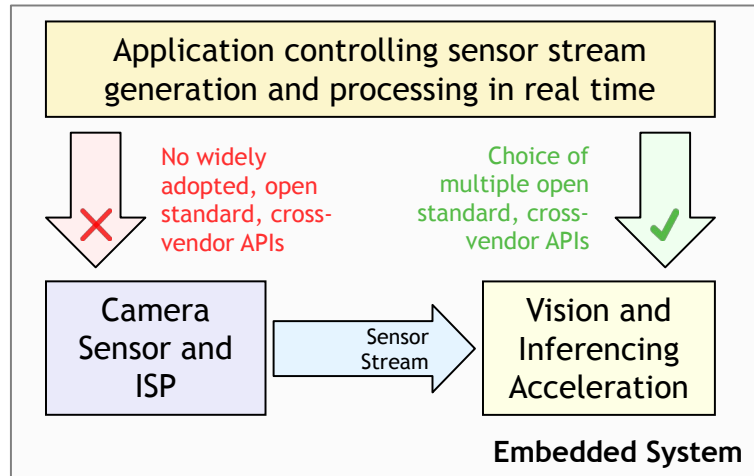 Application controlling sensor stream
generation and processing in real time
No widely
adopted, open
standard, cross-
vendor APIs
Choice of
multiple open
standard, cross-
vendor APIs
Camera
Sensor and
ISP
Sensor
Stream
Vision and
Inferencing
Acceleration
Embedded System